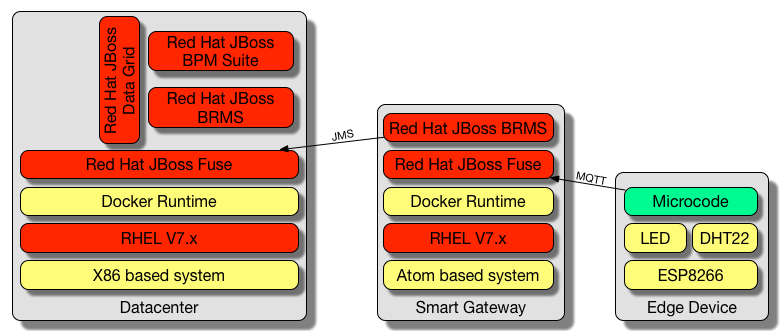 Red Hat JBoss
Data Grid
Red Hat JBoss
BPM Suite
Red Hat JBoss
BRMS
Red Hat JBoss Fuse
Docker Runtime
RHEL V7.x
X86 based system
Datacenter
JMS
Red Hat JBoss BRMS
Red Hat JBoss Fuse
Docker Runtime
RHEL V7.x
Atom based system
Smart Gateway
MQTT
Microcode
LED
DHT22
ESP8266
Edge Device